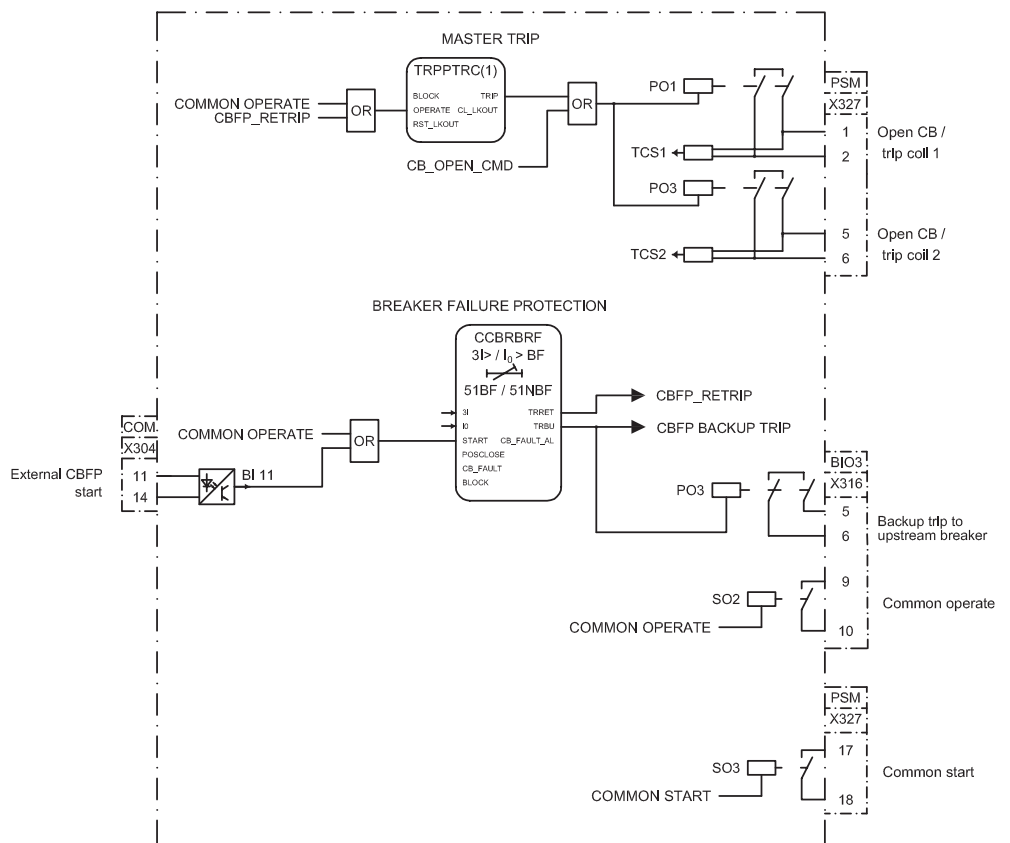 MASTER TRIP
TRPPTRC(1)
BLOCK TRIP
OPERATE CL_LKOUT
RST_LKOUT
COMMON OPERATE
CBFP_RETRIP
OR
OR
CB_OPEN_CMD
PO1
TCS1
PO3
TCS2
PSM
X327
1
2
Open CB /
trip coil 1
5
6
Open CB /
trip coil 2
BREAKER FAILURE PROTECTION
CCBRBRF
3I> / I0 > BF
51BF / 51NBF
3I TRRET
I0 TRBU
START CB_FAULT_AL
POSCLOSE
CB_FAULT
BLOCK
CBFP_RETRIP
CBFP BACKUP TRIP
COMMON OPERATE
OR
COM
X304
External CBFP
start
11
14
BI 11
PO3
BIO3
X316
5
6
Backup trip to
upstream breaker
SO2
COMMON OPERATE
9
10
Common operate
PSM
X327
SO3
COMMON START
17
18
Common start